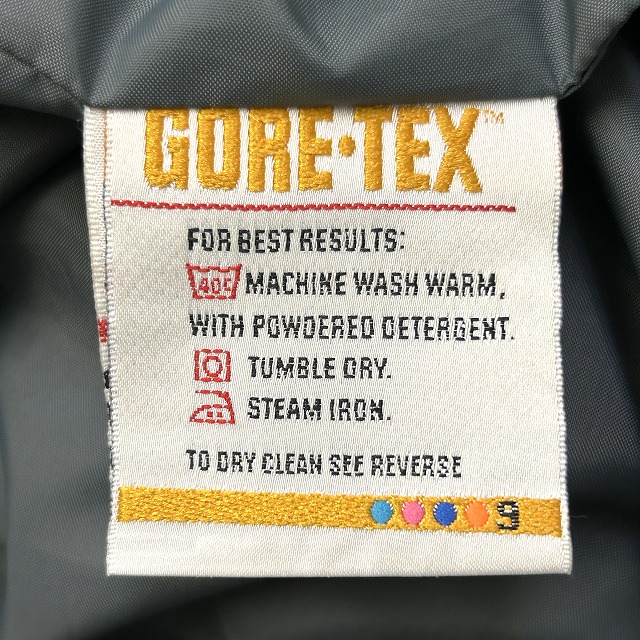 GORE·TEX™
FOR BEST RESULTS:
40C MACHINE WASH WARM,
WITH POWDERED DETERGENT.
TUMBLE DRY.
STEAM IRON.
TO DRY CLEAN SEE REVERSE
9